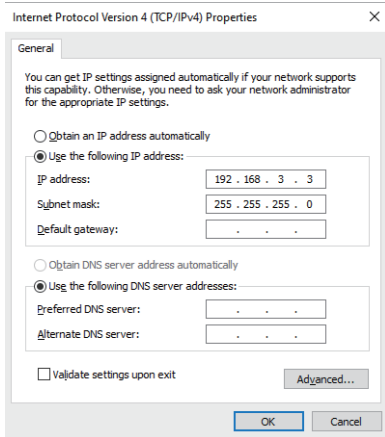 Internet Protocol Version 4 (TCP/IPv4) Properties
General
You can get IP settings assigned automatically if your network supports
this capability. Otherwise, you need to ask your network administrator
for the appropriate IP settings.
Obtain an IP address automatically
Use the following IP address:
IP address: 192 . 168 . 3 . 3
Subnet mask: 255 . 255 . 255 . 0
Default gateway: . . .
Obtain DNS server address automatically
Use the following DNS server addresses:
Preferred DNS server: . . .
Alternate DNS server: . . .
Validate settings upon exit
Advanced...
OK Cancel